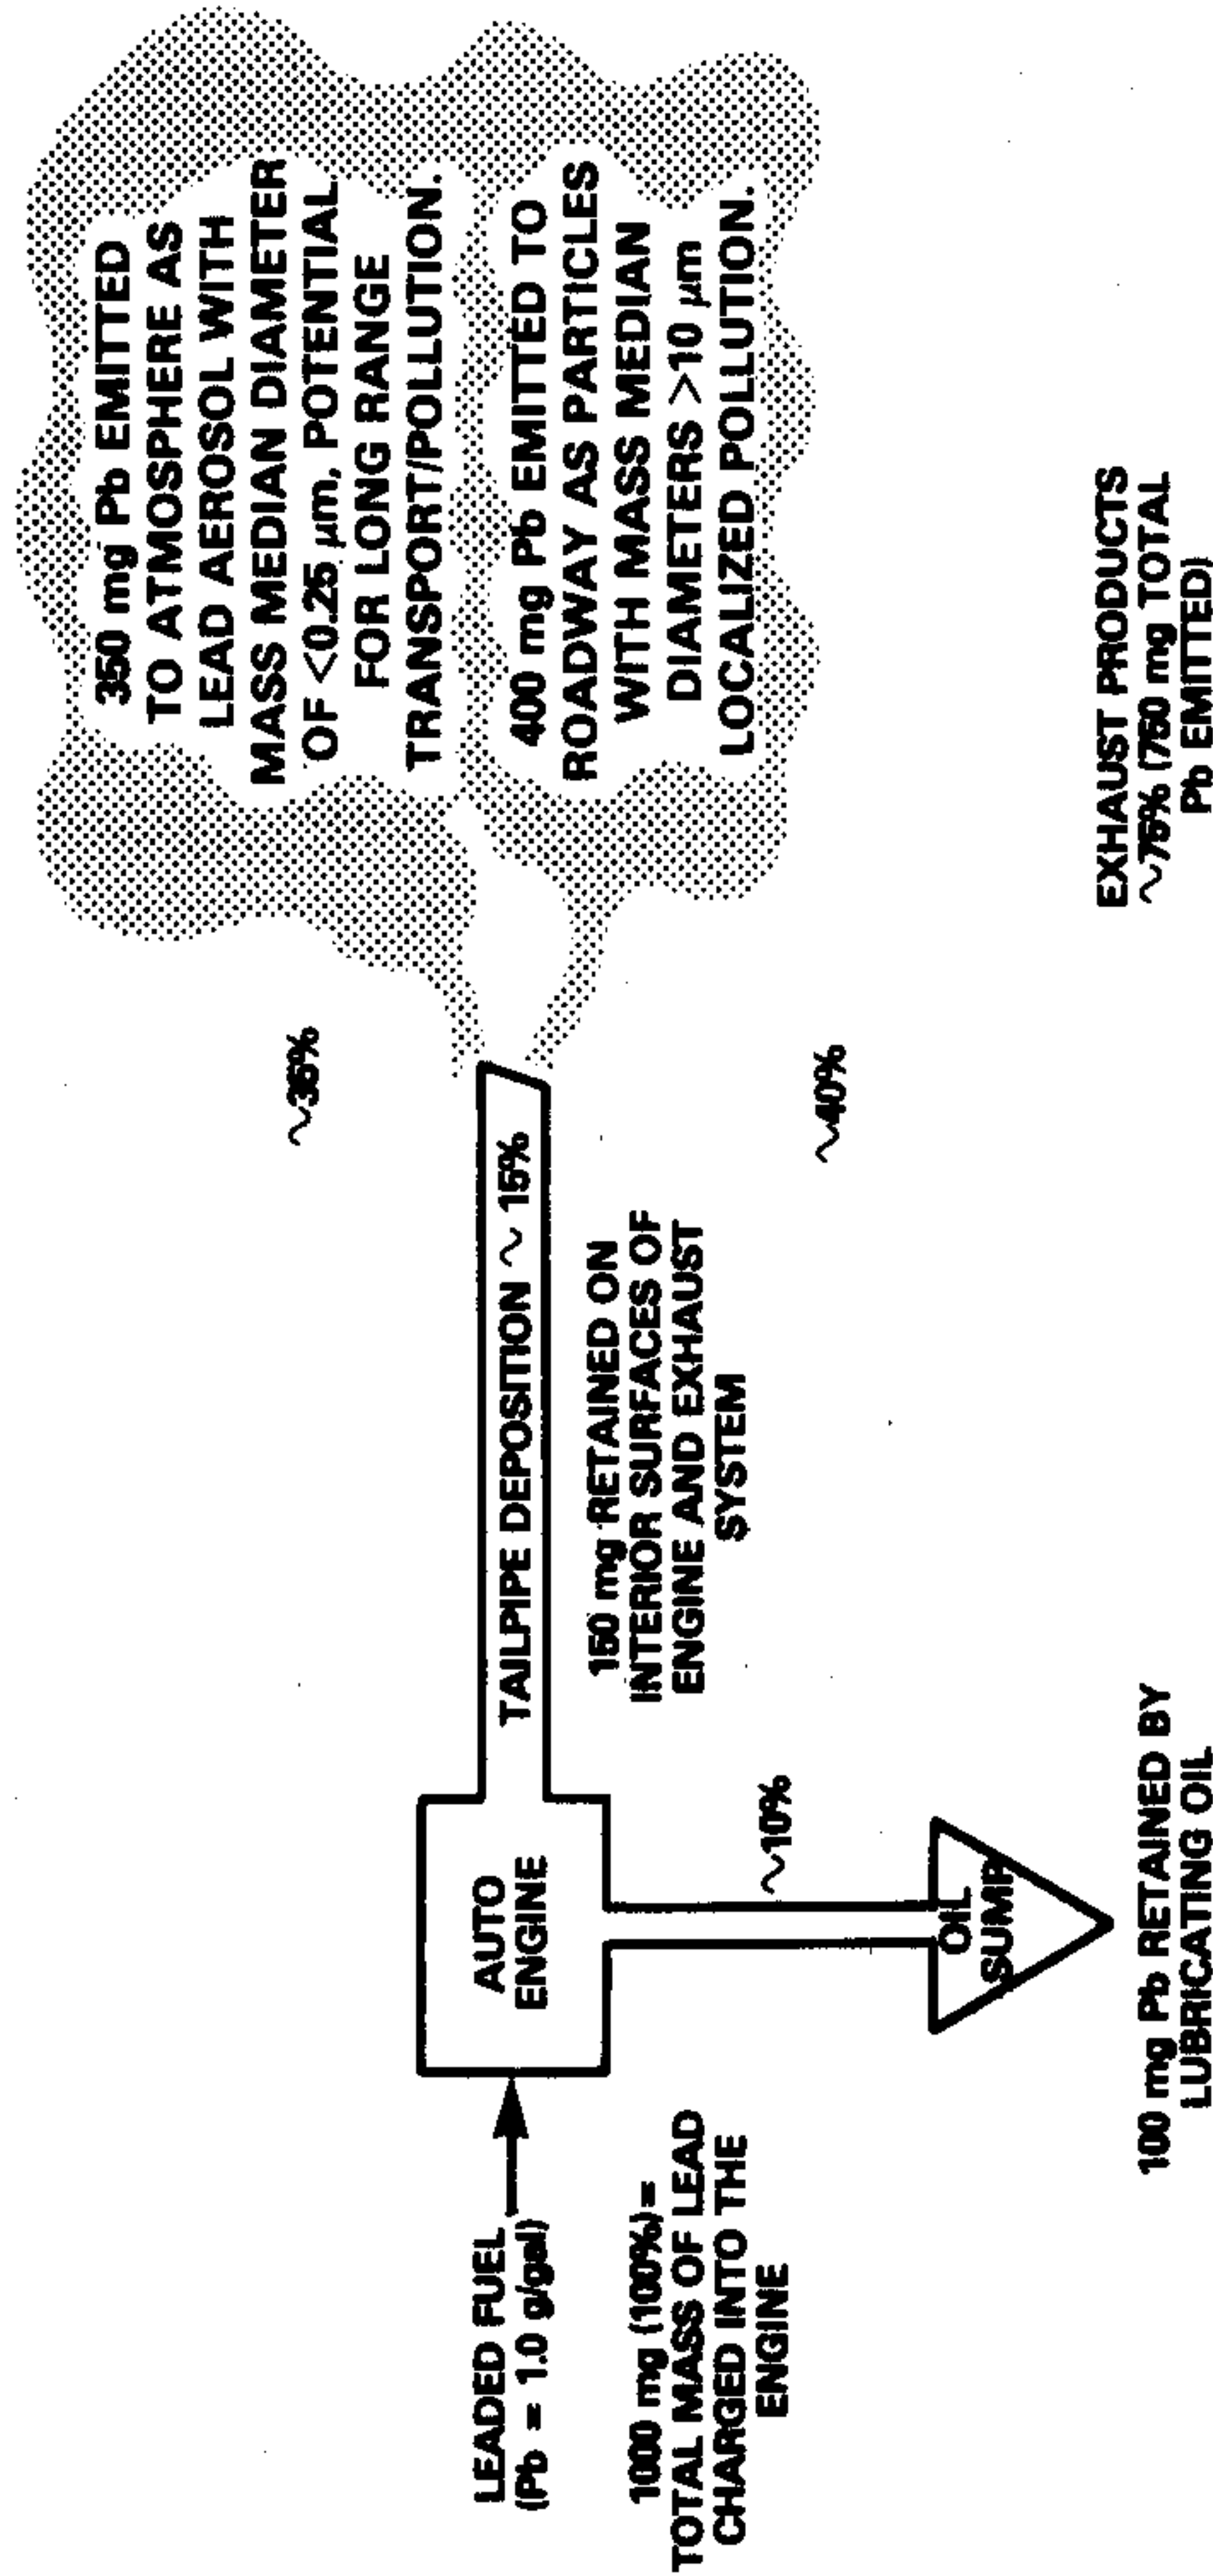 LEADED FUEL
(Pb = 1.0 g/gal)
1000 mg (100%) =
TOTAL MASS OF LEAD
CHARGED INTO THE
ENGINE
AUTO
ENGINE
~10%
OIL
SUMP
100 mg Pb RETAINED BY
LUBRICATING OIL
TAILPIPE DEPOSITION ~ 15%
150 mg RETAINED ON
INTERIOR SURFACES OF
ENGINE AND EXHAUST
SYSTEM
~35%
~40%
350 mg Pb EMITTED
TO ATMOSPHERE AS
LEAD AEROSOL WITH
MASS MEDIAN DIAMETER
OF <0.25 µm, POTENTIAL
FOR LONG RANGE
TRANSPORT/POLLUTION.
400 mg Pb EMITTED TO
ROADWAY AS PARTICLES
WITH MASS MEDIAN
DIAMETERS >10 µm
LOCALIZED POLLUTION.
EXHAUST PRODUCTS
~75% (750 mg TOTAL
Pb EMITTED)